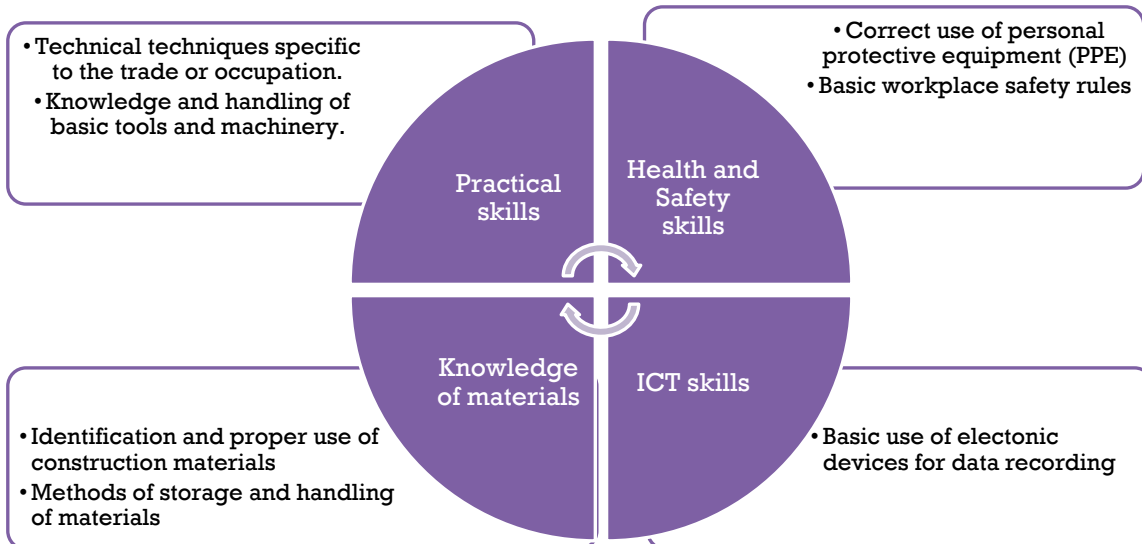 • Technical techniques specific
to the trade or occupation.
• Knowledge and handling of
basic tools and machinery.
• Correct use of personal
protective equipment (PPE)
• Basic workplace safety rules
Practical
skills
Health and
Safety
skills
Knowledge
of materials
ICT skills
• Identification and proper use of
construction materials
• Methods of storage and handling
of materials
• Basic use of electonic
devices for data recording